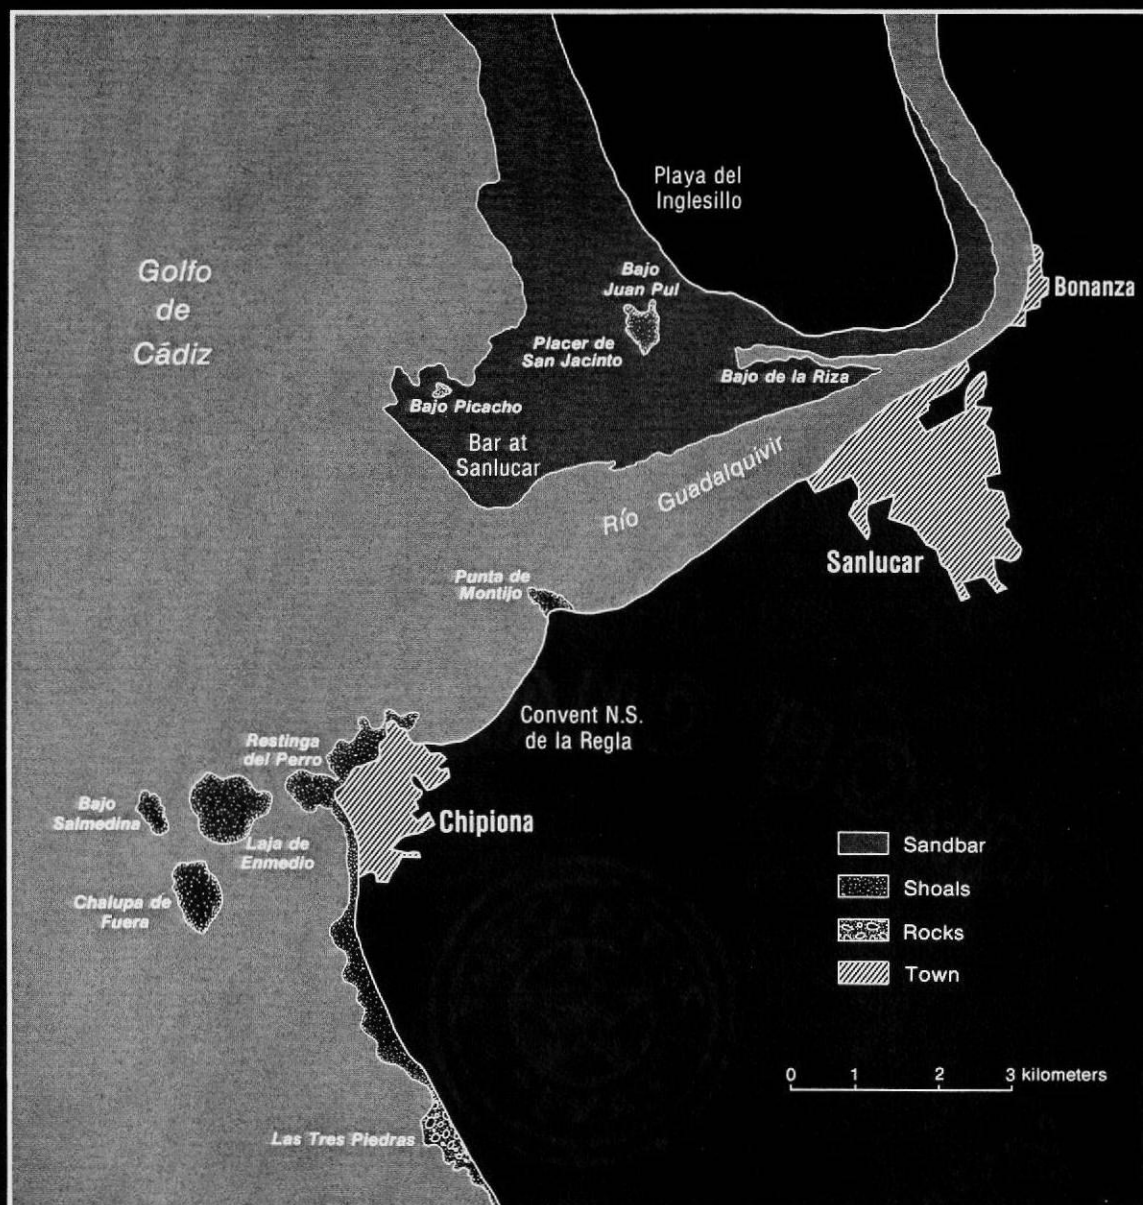 Playa del
Inglesillo
Golfo
de
Cádiz
Bajo
Juan Pul
Bonanza
Placer de
San Jacinto
Bajo de la Riza
Bajo Picacho
Bar at
Sanlucar
Río Guadalquivir
Sanlucar
Punta de
Montijo
Convent N.S.
de la Regla
Restinga
del Perro
Bajo
Salmedina
Chipiona
Laja de
Enmedio
Chalupa de
Fuera
Sandbar
Shoals
Rocks
Town
0 1 2 3 kilometers
Las Tres Piedras